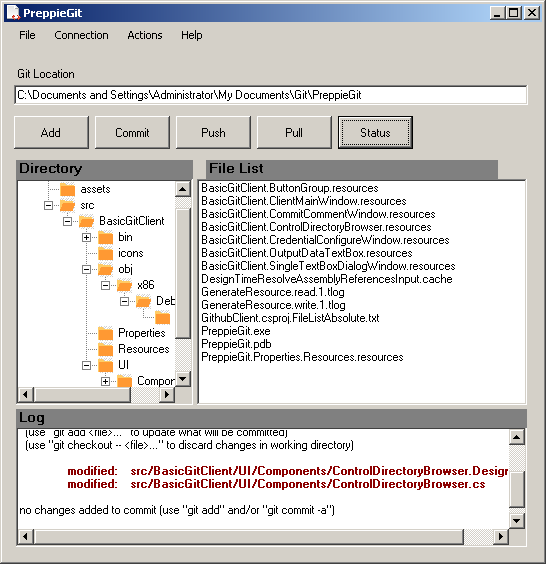 PreppieGit
File Connection Actions Help
Git Location
C:\Documents and Settings\Administrator\My Documents\Git\PreppieGit
Add Commit Push Pull Status
Directory
assets
src
BasicGitClient
bin
icons
obj
x86
Deb
Properties
Resources
UI
Compor
File List
BasicGitClient.ButtonGroup.resources
BasicGitClient.ClientMainWindow.resources
BasicGitClient.CommitCommentWindow.resources
BasicGitClient.ControlDirectoryBrowser.resources
BasicGitClient.CredentialConfigureWindow.resources
BasicGitClient.OutputDataTextBox.resources
BasicGitClient.SingleTextBoxDialogWindow.resources
DesignTimeResolveAssemblyReferencesInput.cache
GenerateResource.read.1.tlog
GenerateResource.write.1.tlog
GithubClient.csproj.FileListAbsolute.txt
PreppieGit.exe
PreppieGit.pdb
PreppieGit.Properties.Resources.resources
Log
(use "git add <file>..." to update what will be committed)
(use "git checkout -- <file>..." to discard changes in working directory)
modified: src/BasicGitClient/UI/Components/ControlDirectoryBrowser.Design
modified: src/BasicGitClient/UI/Components/ControlDirectoryBrowser.cs
no changes added to commit (use "git add" and/or "git commit -a")